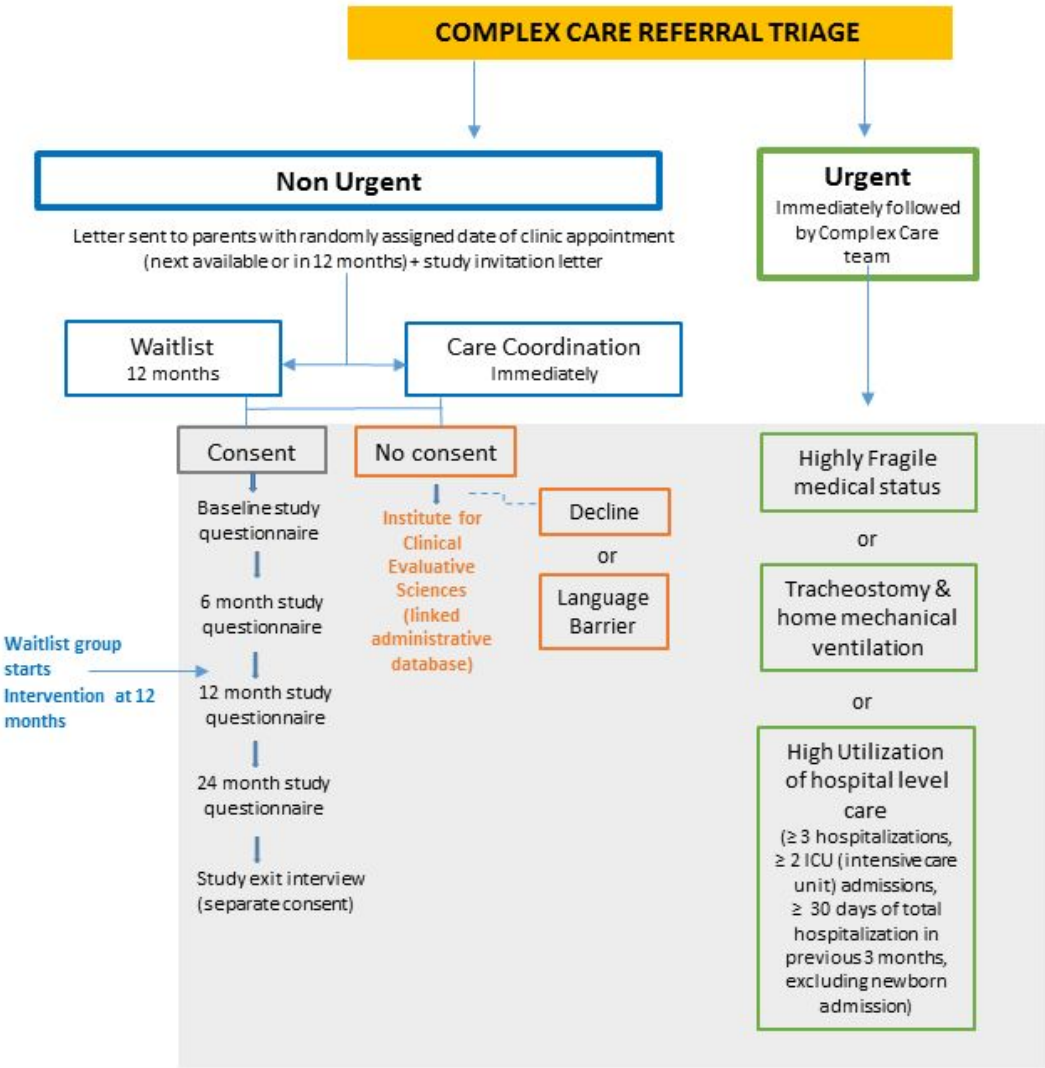 COMPLEX CARE REFERRAL TRIAGE
Non Urgent
Letter sent to parents with randomly assigned date of clinic appointment
(next available or in 12 months) + study invitation letter
Urgent
Immediately followed
by Complex Care
team
Waitlist
12 months
Care Coordination
Immediately
Consent
Baseline study
questionnaire
6 month study
questionnaire
Waitlist group
starts
Intervention at 12
months
12 month study
questionnaire
24 month study
questionnaire
Study exit interview
(separate consent)
No consent
Institute for
Clinical
Evaluative
Sciences
(linked
administrative
database)
Decline
or
Language
Barrier
Highly Fragile
medical status
or
Tracheostomy &
home mechanical
ventilation
or
High Utilization
of hospital level
care
(≥ 3 hospitalizations,
≥ 2 ICU (intensive care
unit) admissions,
≥ 30 days of total
hospitalization in
previous 3 months,
excluding newborn
admission)